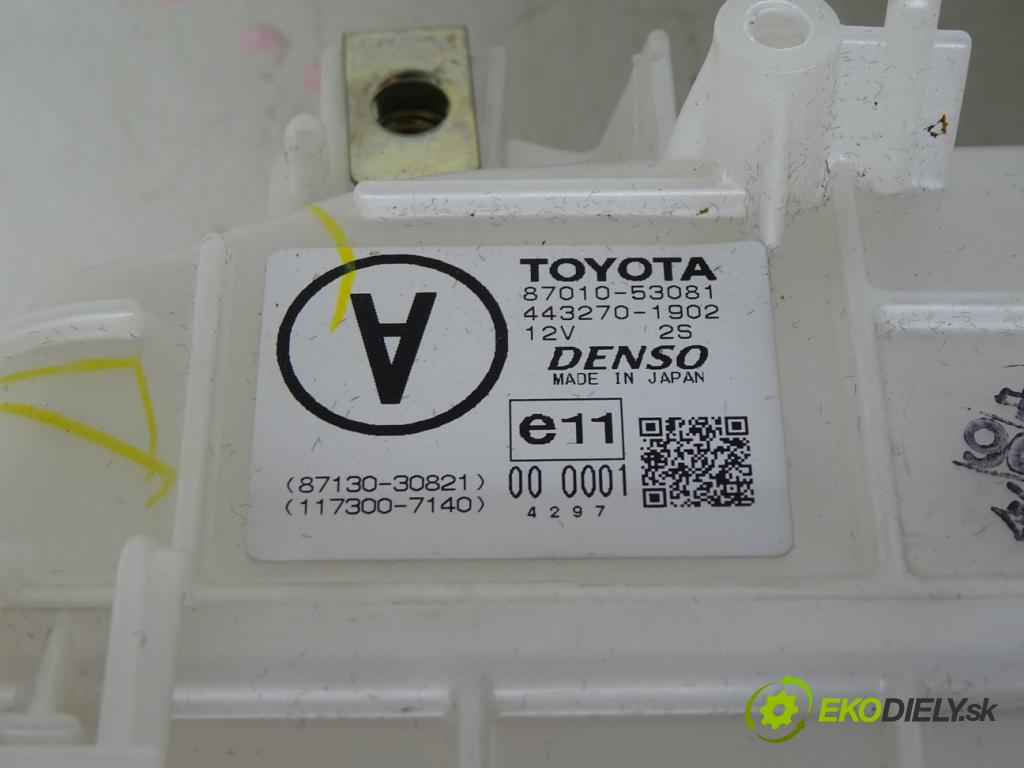 A
TOYOTA
87010-53081
443270-1902
12V 2S
DENSO
MADE IN JAPAN
e11
00 0001
4297
(87130-30821)
(117300-7140)
EKODIELY.sk